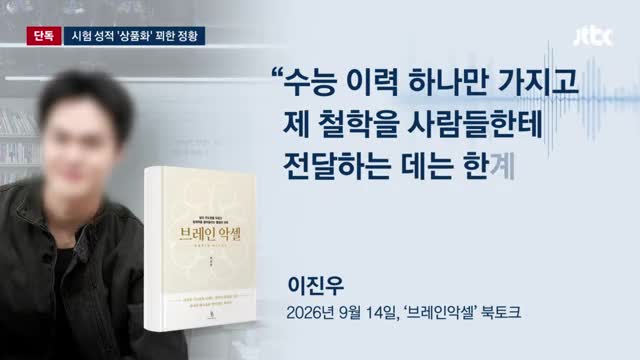 단독
시험 성적 '상품화' 꾀한 정황
jtbc
“수능 이력 하나만 가지고
제 철학을 사람들한테
전달하는 데는 한계
브레인 악셀
이진우
2026년 9월 14일, ‘브레인악셀’ 북토크